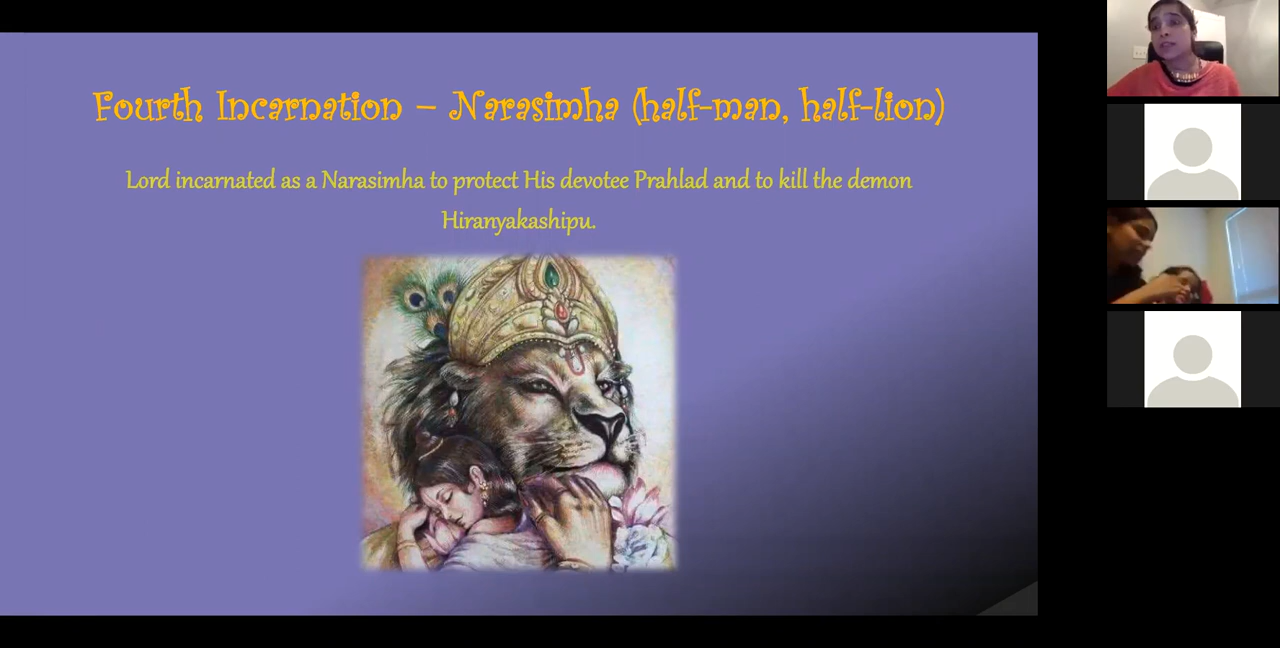 Fourth Incarnation – Narasimha (half-man, half-lion)
Lord incarnated as a Narasimha to protect His devotee Prahlad and to kill the demon
Hiranyakashipu.